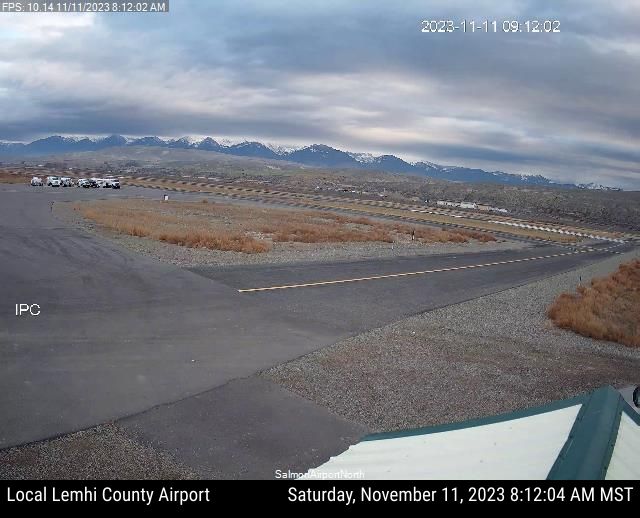 FPS: 10.14 11/11/2023 8:12:02 AM
2023-11-11 09:12:02
IPC
SalmonAirportNorth
Local Lemhi County Airport
Saturday, November 11, 2023 8:12:04 AM MST